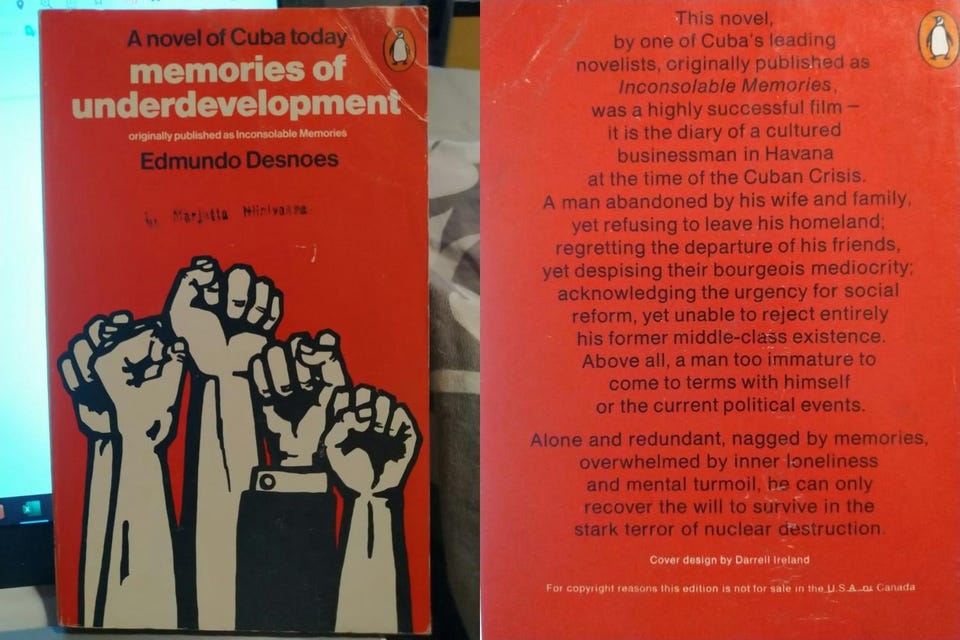 A novel of Cuba today
memories of
underdevelopment
originally published as Inconsolable Memories
Edmundo Desnoes
Marjatta Niinivaara
This novel,
by one of Cuba's leading
novelists, originally published as
Inconsolable Memories,
was a highly successful film –
it is the diary of a cultured
businessman in Havana
at the time of the Cuban Crisis.
A man abandoned by his wife and family,
yet refusing to leave his homeland;
regretting the departure of his friends,
yet despising their bourgeois mediocrity;
acknowledging the urgency for social
reform, yet unable to reject entirely
his former middle-class existence.
Above all, a man too immature to
come to terms with himself
or the current political events.
Alone and redundant, nagged by memories,
overwhelmed by inner loneliness
and mental turmoil, he can only
recover the will to survive in the
stark terror of nuclear destruction.
Cover design by Darrell Ireland
For copyright reasons this edition is not for sale in the U.S.A. or Canada